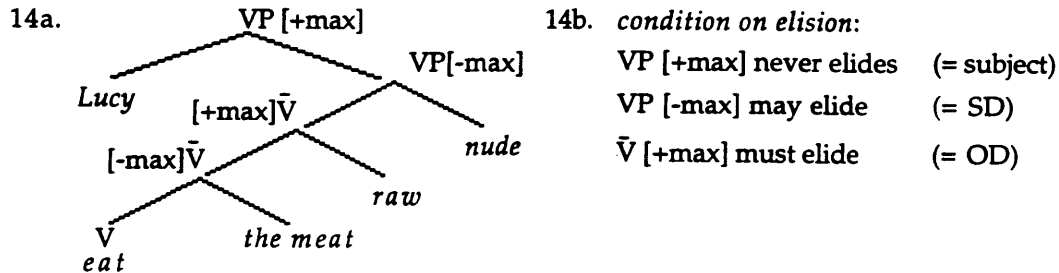 14a. VP [+max] 14b. condition on elision:
VP[-max] VP [+max] never elides (= subject)
Lucy [+max]V̄ VP [-max] may elide (= SD)
[-max]V̄ nude V̄ [+max] must elide (= OD)
raw
V the meat
eat